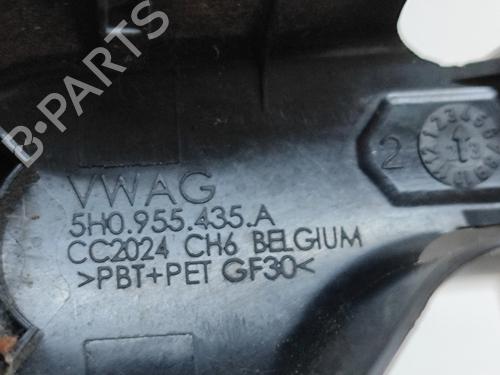 VWAG
5H0.955.435.A
CC2024 CH6 BELGIUM
>PBT+PET GF30<
2
B-PARTS